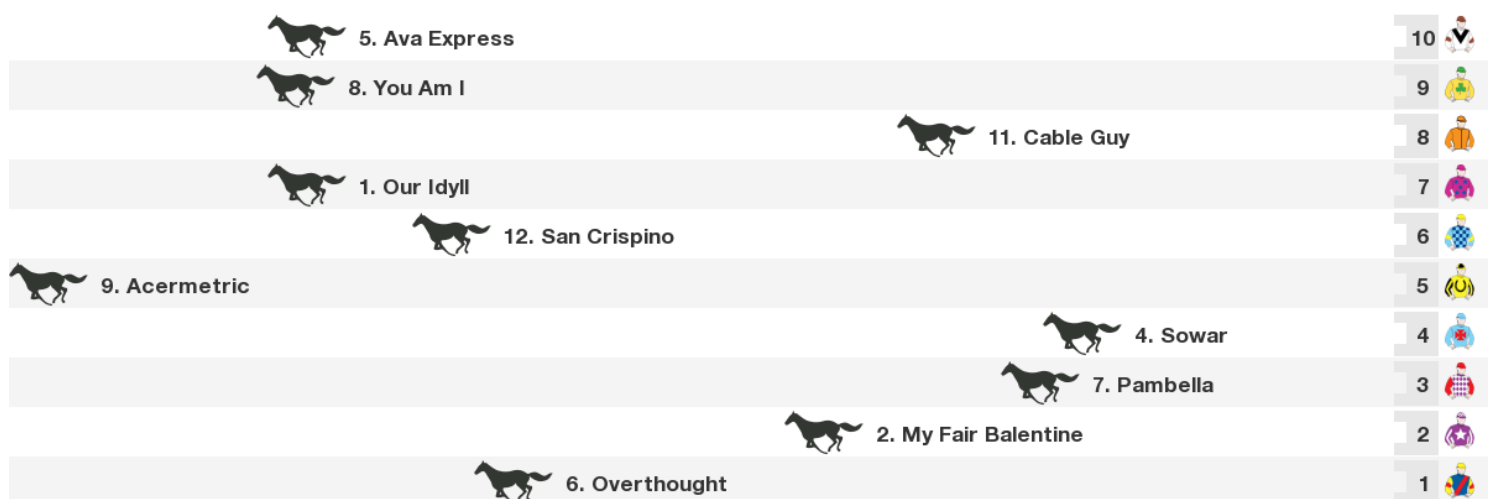 5. Ava Express 10
8. You Am I 9
11. Cable Guy 8
1. Our Idyll 7
12. San Crispino 6
9. Acermetric 5
4. Sowar 4
7. Pambella 3
2. My Fair Balentine 2
6. Overthought 1